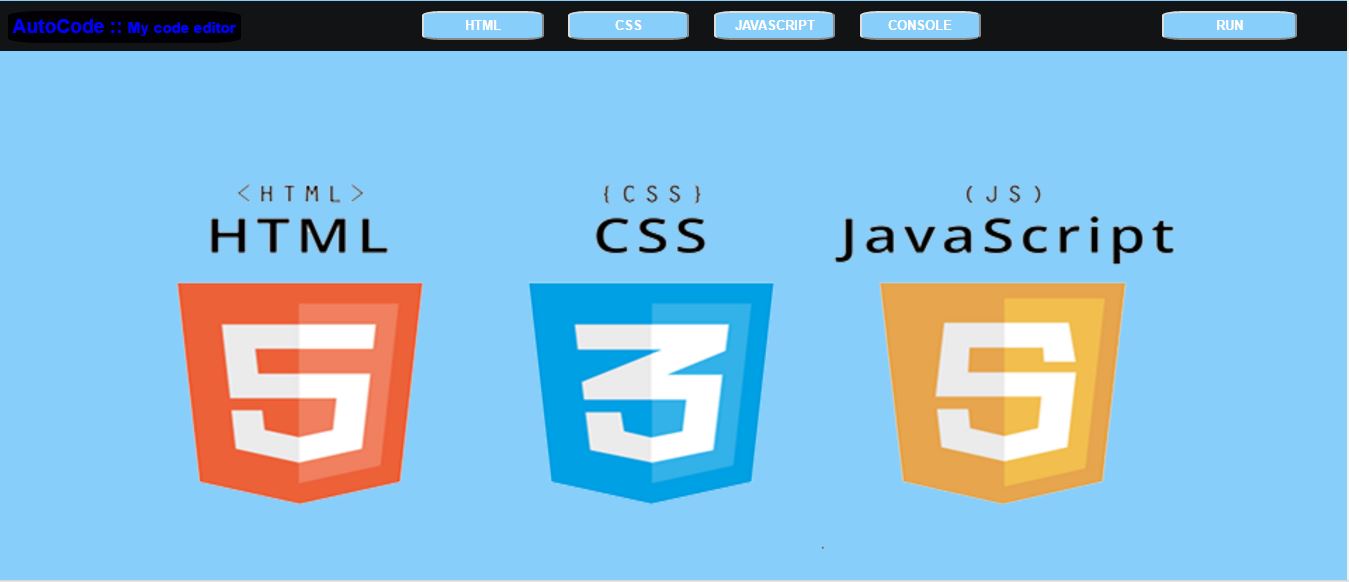 AutoCode :: My code editor
HTML CSS JAVASCRIPT CONSOLE RUN
<HTML> {CSS} (JS)
HTML CSS JavaScript
5 3 5